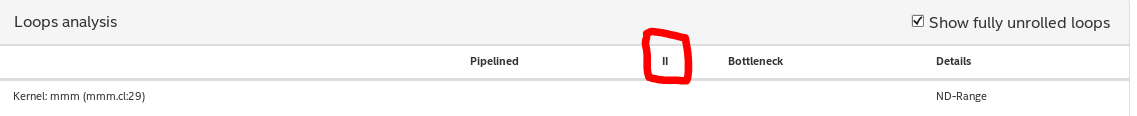 Loops analysis Show fully unrolled loops
Pipelined II Bottleneck Details
Kernel: mmm (mmm.cl:29) ND-Range